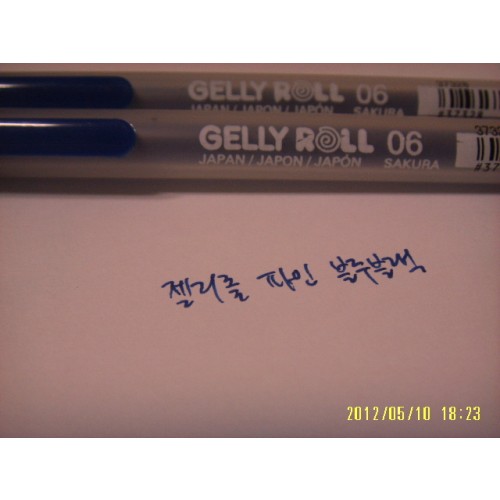 GELLY ROLL 06
JAPAN / JAPON / JAPÓN SAKURA
GELLY ROLL 06
JAPAN / JAPON / JAPÓN SAKURA
젤리롤 파인 블루블랙
2012/05/10 18:23